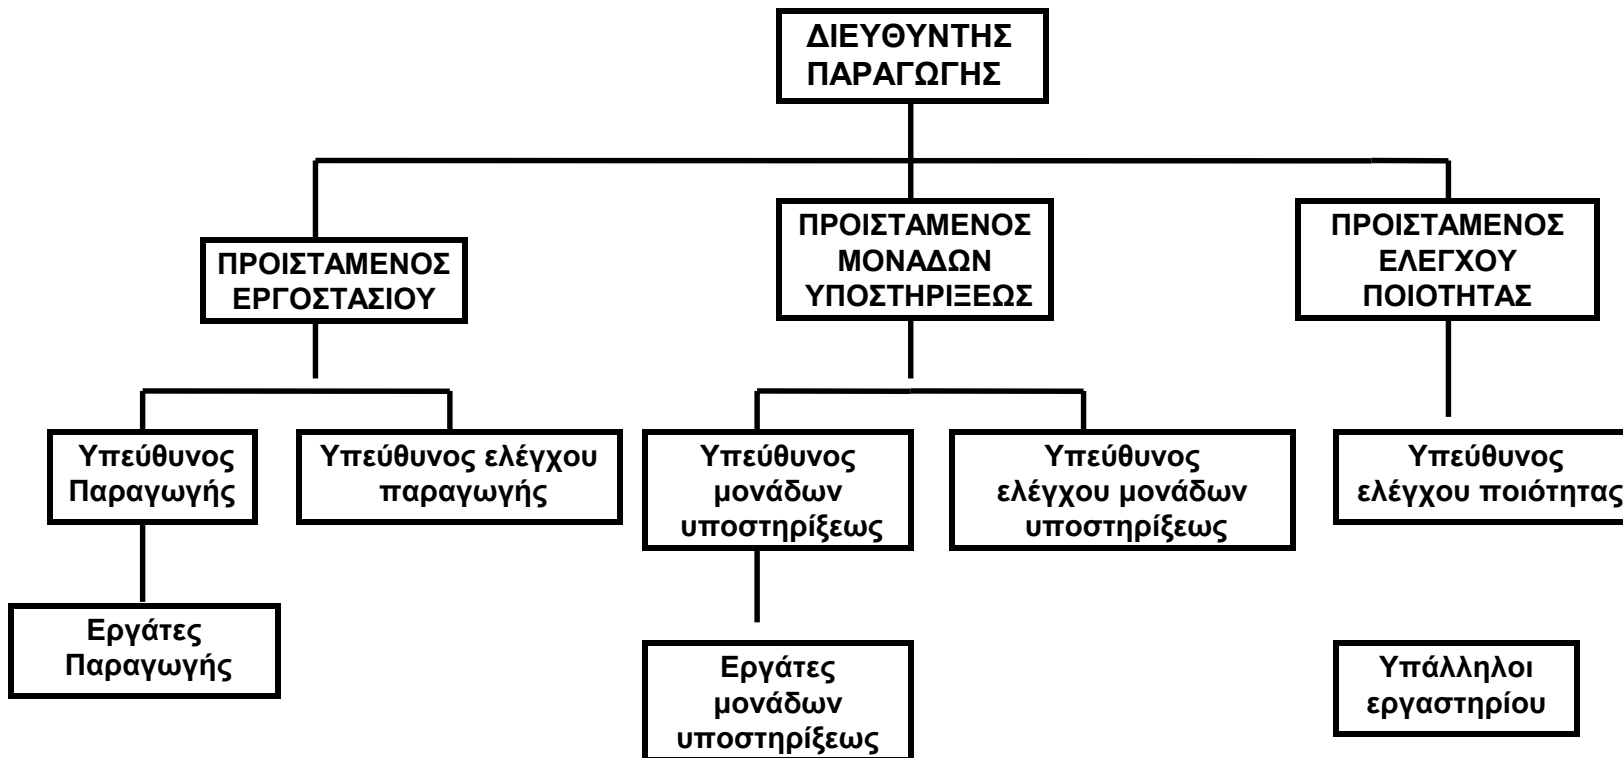 ΔΙΕΥΘΥΝΤΗΣ
ΠΑΡΑΓΩΓΗΣ
ΠΡΟΙΣΤΑΜΕΝΟΣ
ΕΡΓΟΣΤΑΣΙΟΥ
ΠΡΟΙΣΤΑΜΕΝΟΣ
ΜΟΝΑΔΩΝ
ΥΠΟΣΤΗΡΙΞΕΩΣ
ΠΡΟΙΣΤΑΜΕΝΟΣ
ΕΛΕΓΧΟΥ
ΠΟΙΟΤΗΤΑΣ
Υπεύθυνος
Παραγωγής
Υπεύθυνος ελέγχου
παραγωγής
Υπεύθυνος
μονάδων
υποστηρίξεως
Υπεύθυνος
ελέγχου μονάδων
υποστηρίξεως
Υπεύθυνος
ελέγχου ποιότητας
Εργάτες
Παραγωγής
Εργάτες
μονάδων
υποστηρίξεως
Υπάλληλοι
εργαστηρίου